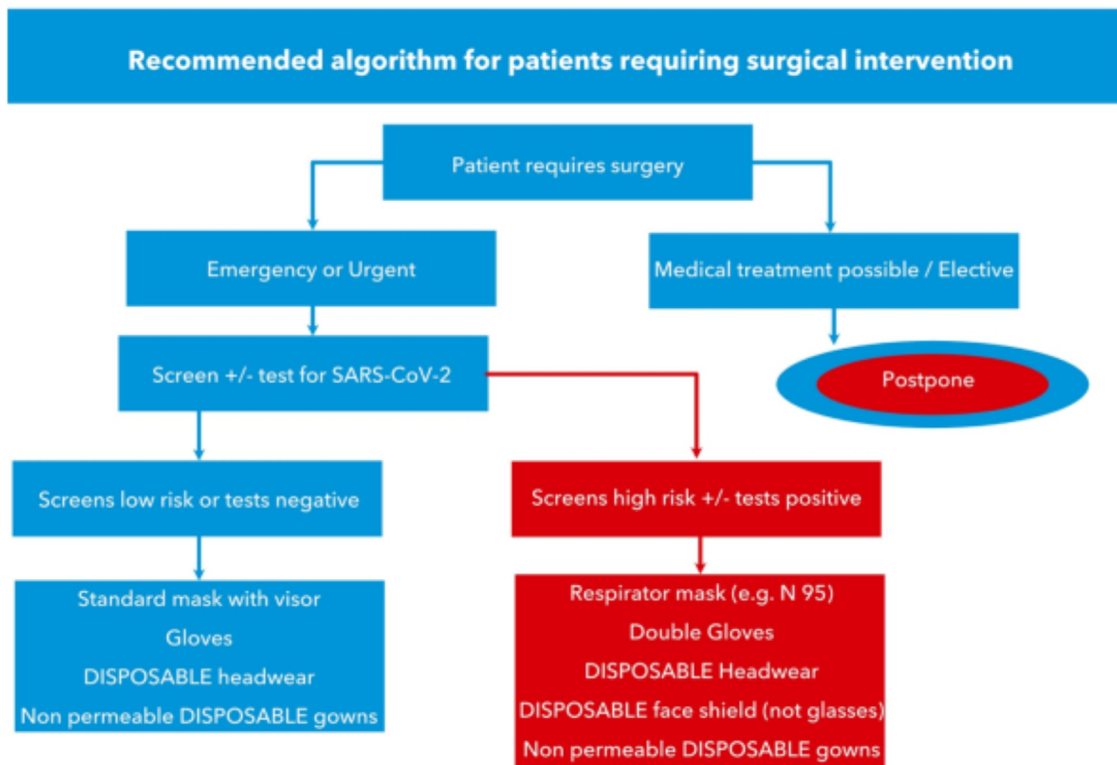 Recommended algorithm for patients requiring surgical intervention
Patient requires surgery
Emergency or Urgent
Medical treatment possible / Elective
Screen +/- test for SARS-CoV-2
Postpone
Screens low risk or tests negative
Screens high risk +/- tests positive
Standard mask with visor
Gloves
DISPOSABLE headwear
Non permeable DISPOSABLE gowns
Respirator mask (e.g. N 95)
Double Gloves
DISPOSABLE Headwear
DISPOSABLE face shield (not glasses)
Non permeable DISPOSABLE gowns